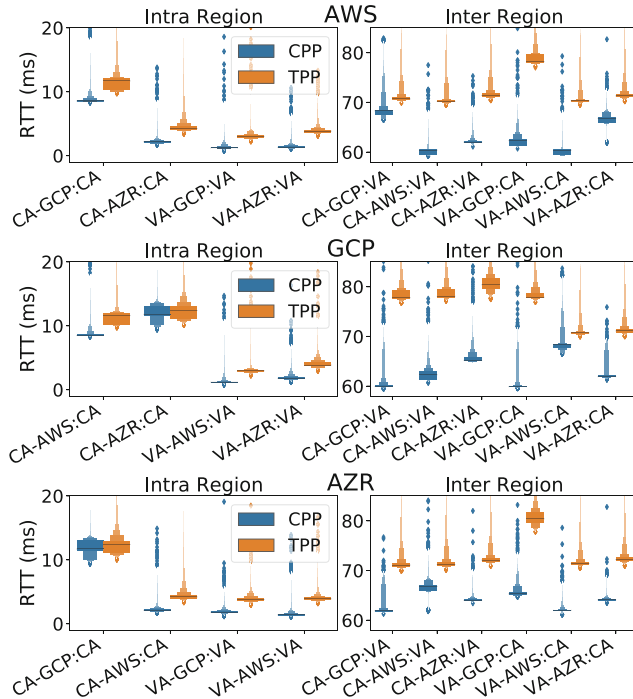 AWS
Intra Region
Inter Region
RTT (ms)
20
10
0
CPP
TPP
80
70
60
CA-GCP:CA
CA-AZR:CA
VA-GCP:VA
VA-AZR:VA
CA-GCP:VA
CA-AWS:VA
CA-AZR:VA
VA-GCP:CA
VA-AWS:CA
VA-AZR:CA
GCP
Intra Region
Inter Region
RTT (ms)
20
10
0
CPP
TPP
80
70
60
CA-AWS:CA
CA-AZR:CA
VA-AWS:VA
VA-AZR:VA
CA-GCP:VA
CA-AWS:VA
CA-AZR:VA
VA-GCP:CA
VA-AWS:CA
VA-AZR:CA
AZR
Intra Region
Inter Region
RTT (ms)
20
10
0
CPP
TPP
80
70
60
CA-GCP:CA
CA-AWS:CA
VA-GCP:VA
VA-AWS:VA
CA-GCP:VA
CA-AWS:VA
CA-AZR:VA
VA-GCP:CA
VA-AWS:CA
VA-AZR:CA